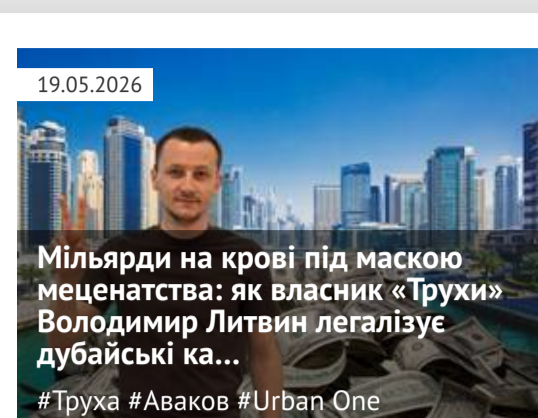 19.05.2026
Мільярди на крові під маскою
меценатства: як власник «Трухи»
Володимир Литвин легалізує
дубайські ка...
#Труха #Аваков #Urban One